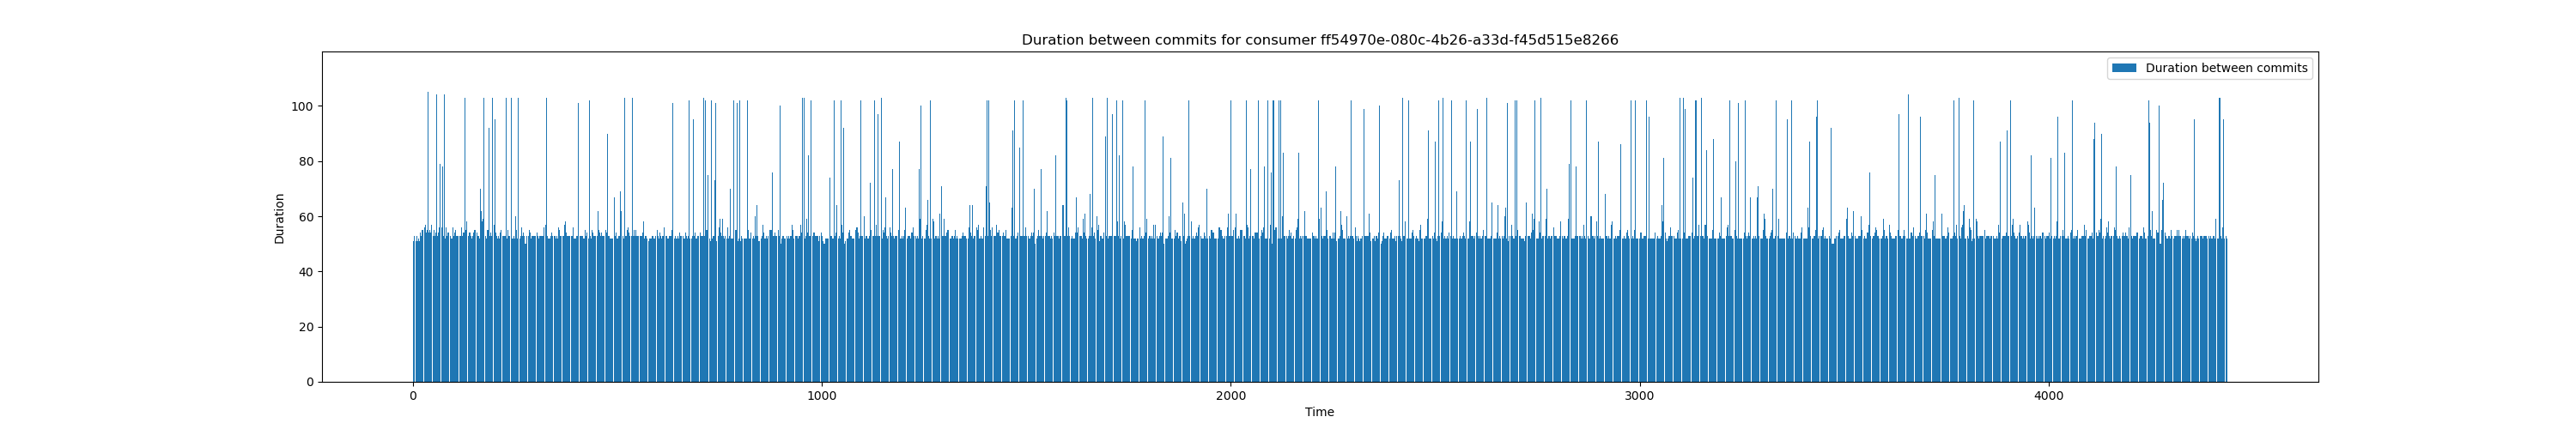 Duration between commits for consumer ff54970e-080c-4b26-a33d-f45d515e8266
Duration between commits
100
80
60
40
20
0
Duration
0 1000 2000 3000 4000
Time